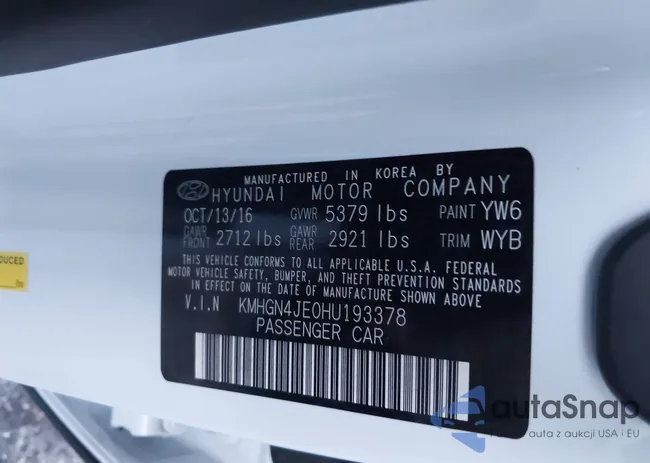 MANUFACTURED IN KOREA BY
HYUNDAI MOTOR COMPANY
OCT/13/16 GVWR 5379 lbs PAINT YW6
GAWR FRONT 2712 lbs GAWR REAR 2921 lbs TRIM WYB
THIS VEHICLE CONFORMS TO ALL APPLICABLE U.S.A. FEDERAL
MOTOR VEHICLE SAFETY, BUMPER, AND THEFT PREVENTION STANDARDS
IN EFFECT ON THE DATE OF MANUFACTURE SHOWN ABOVE
V.I.N KMHGN4JE0HU193378
PASSENGER CAR
lbs
autaSnap
auta z aukcji USA i EU